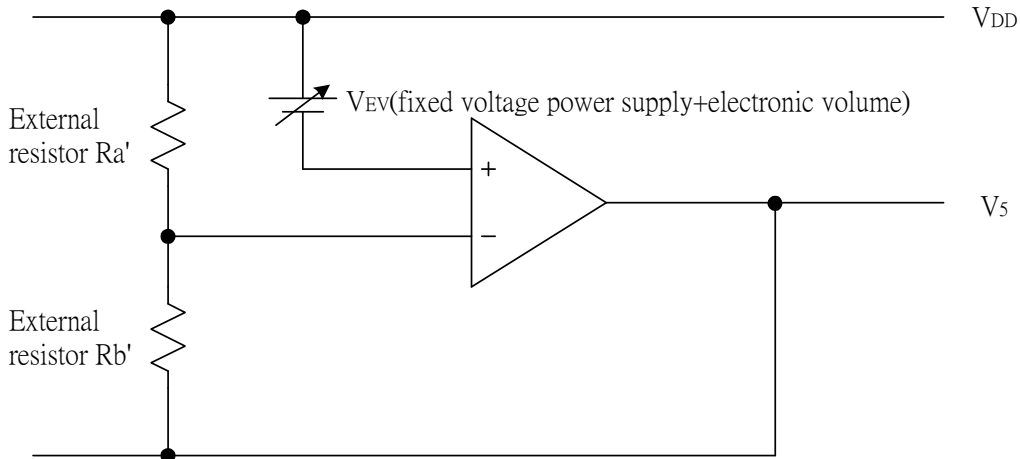 VDD
VEV(fixed voltage power supply+electronic volume)
External
resistor Ra'
+
V5
−
External
resistor Rb'